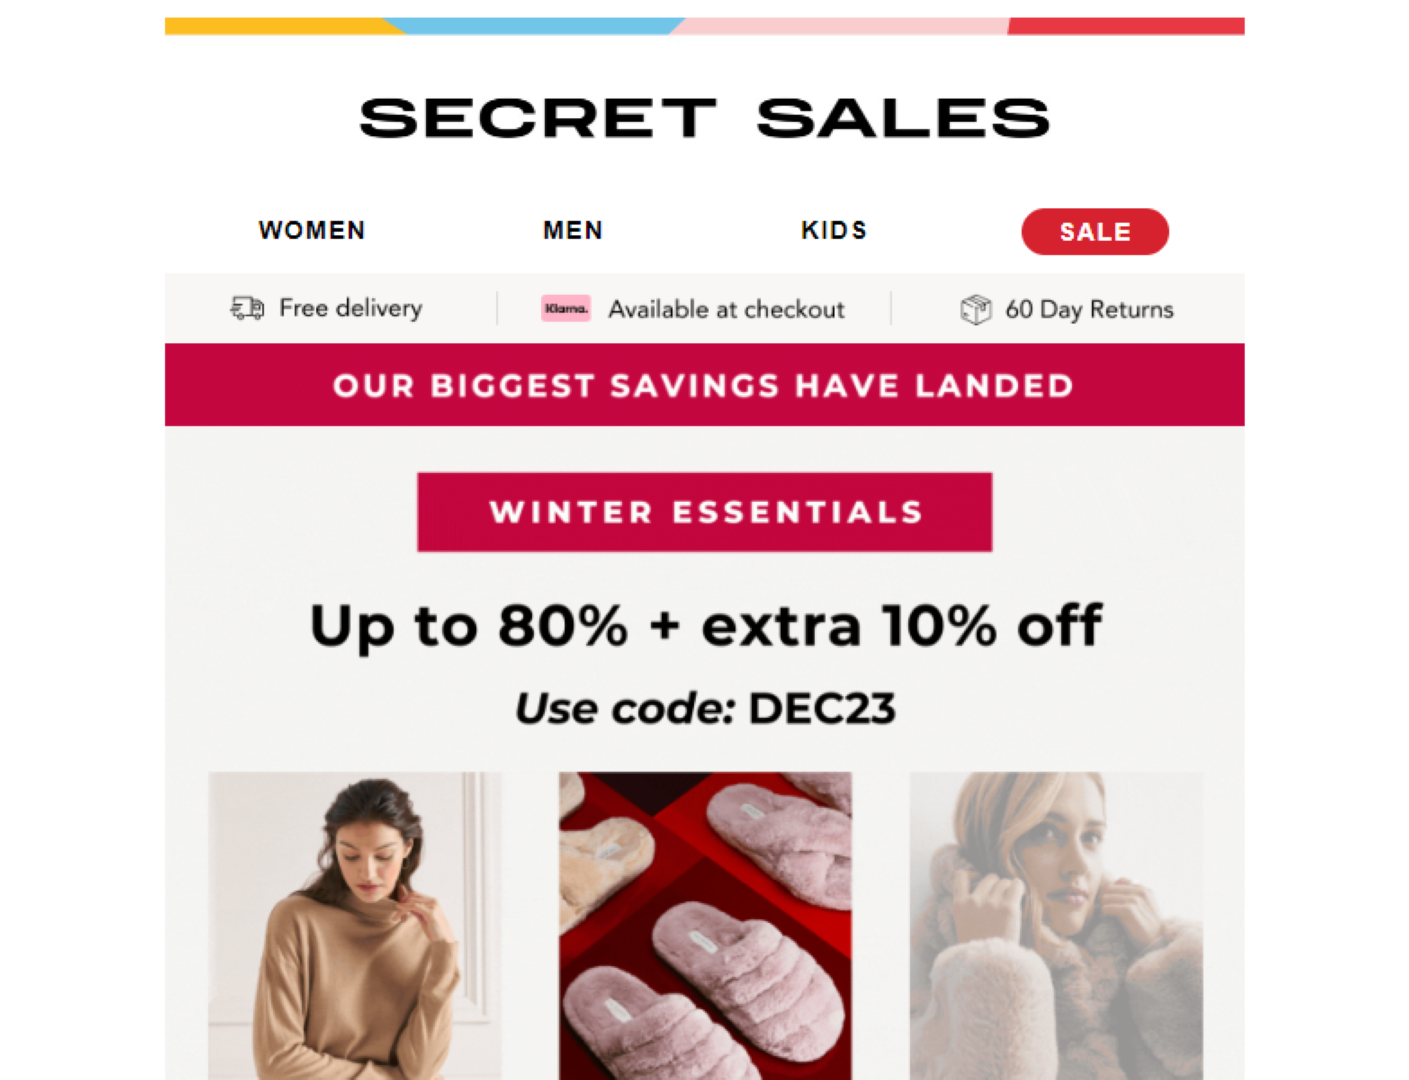 SECRET SALES
WOMEN MEN KIDS SALE
Free delivery Klarna. Available at checkout 60 Day Returns
OUR BIGGEST SAVINGS HAVE LANDED
WINTER ESSENTIALS
Up to 80% + extra 10% off
Use code: DEC23